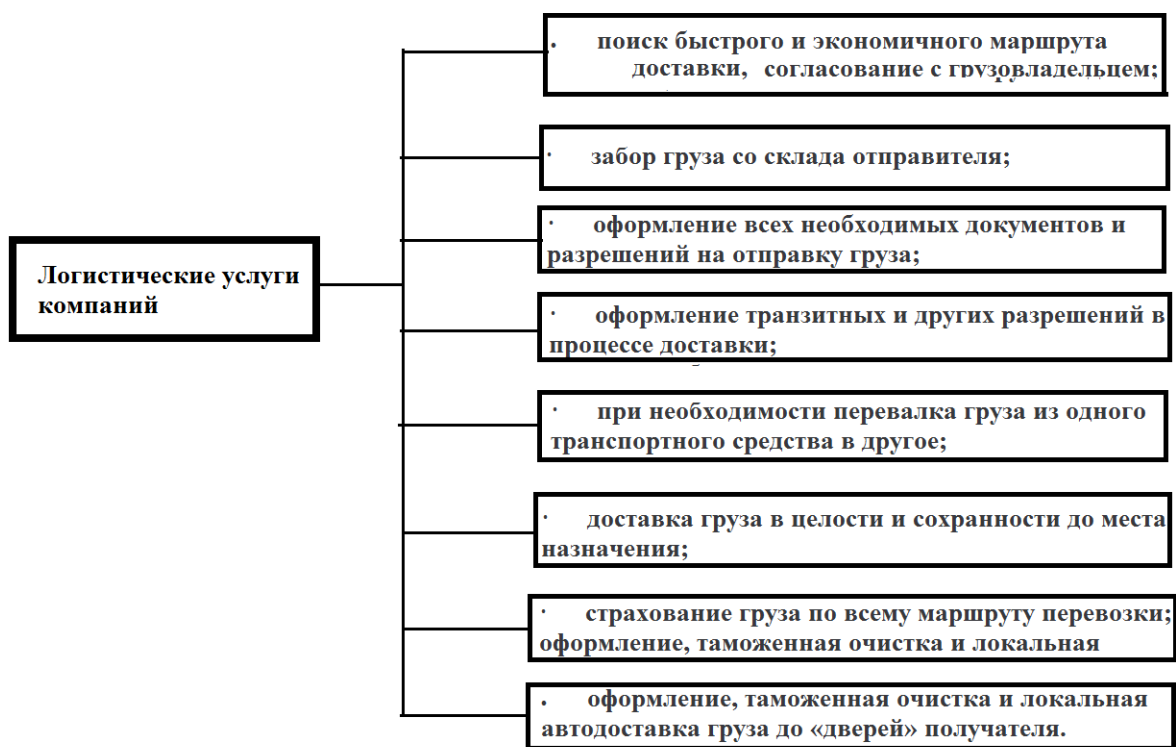 Логистические услуги
компаний
· поиск быстрого и экономичного маршрута
доставки, согласование с грузовладельцем;
· забор груза со склада отправителя;
· оформление всех необходимых документов и
разрешений на отправку груза;
· оформление транзитных и других разрешений в
процессе доставки;
· при необходимости перевалка груза из одного
транспортного средства в другое;
· доставка груза в целости и сохранности до места
назначения;
· страхование груза по всему маршруту перевозки;
оформление, таможенная очистка и локальная
· оформление, таможенная очистка и локальная
автодоставка груза до «дверей» получателя.